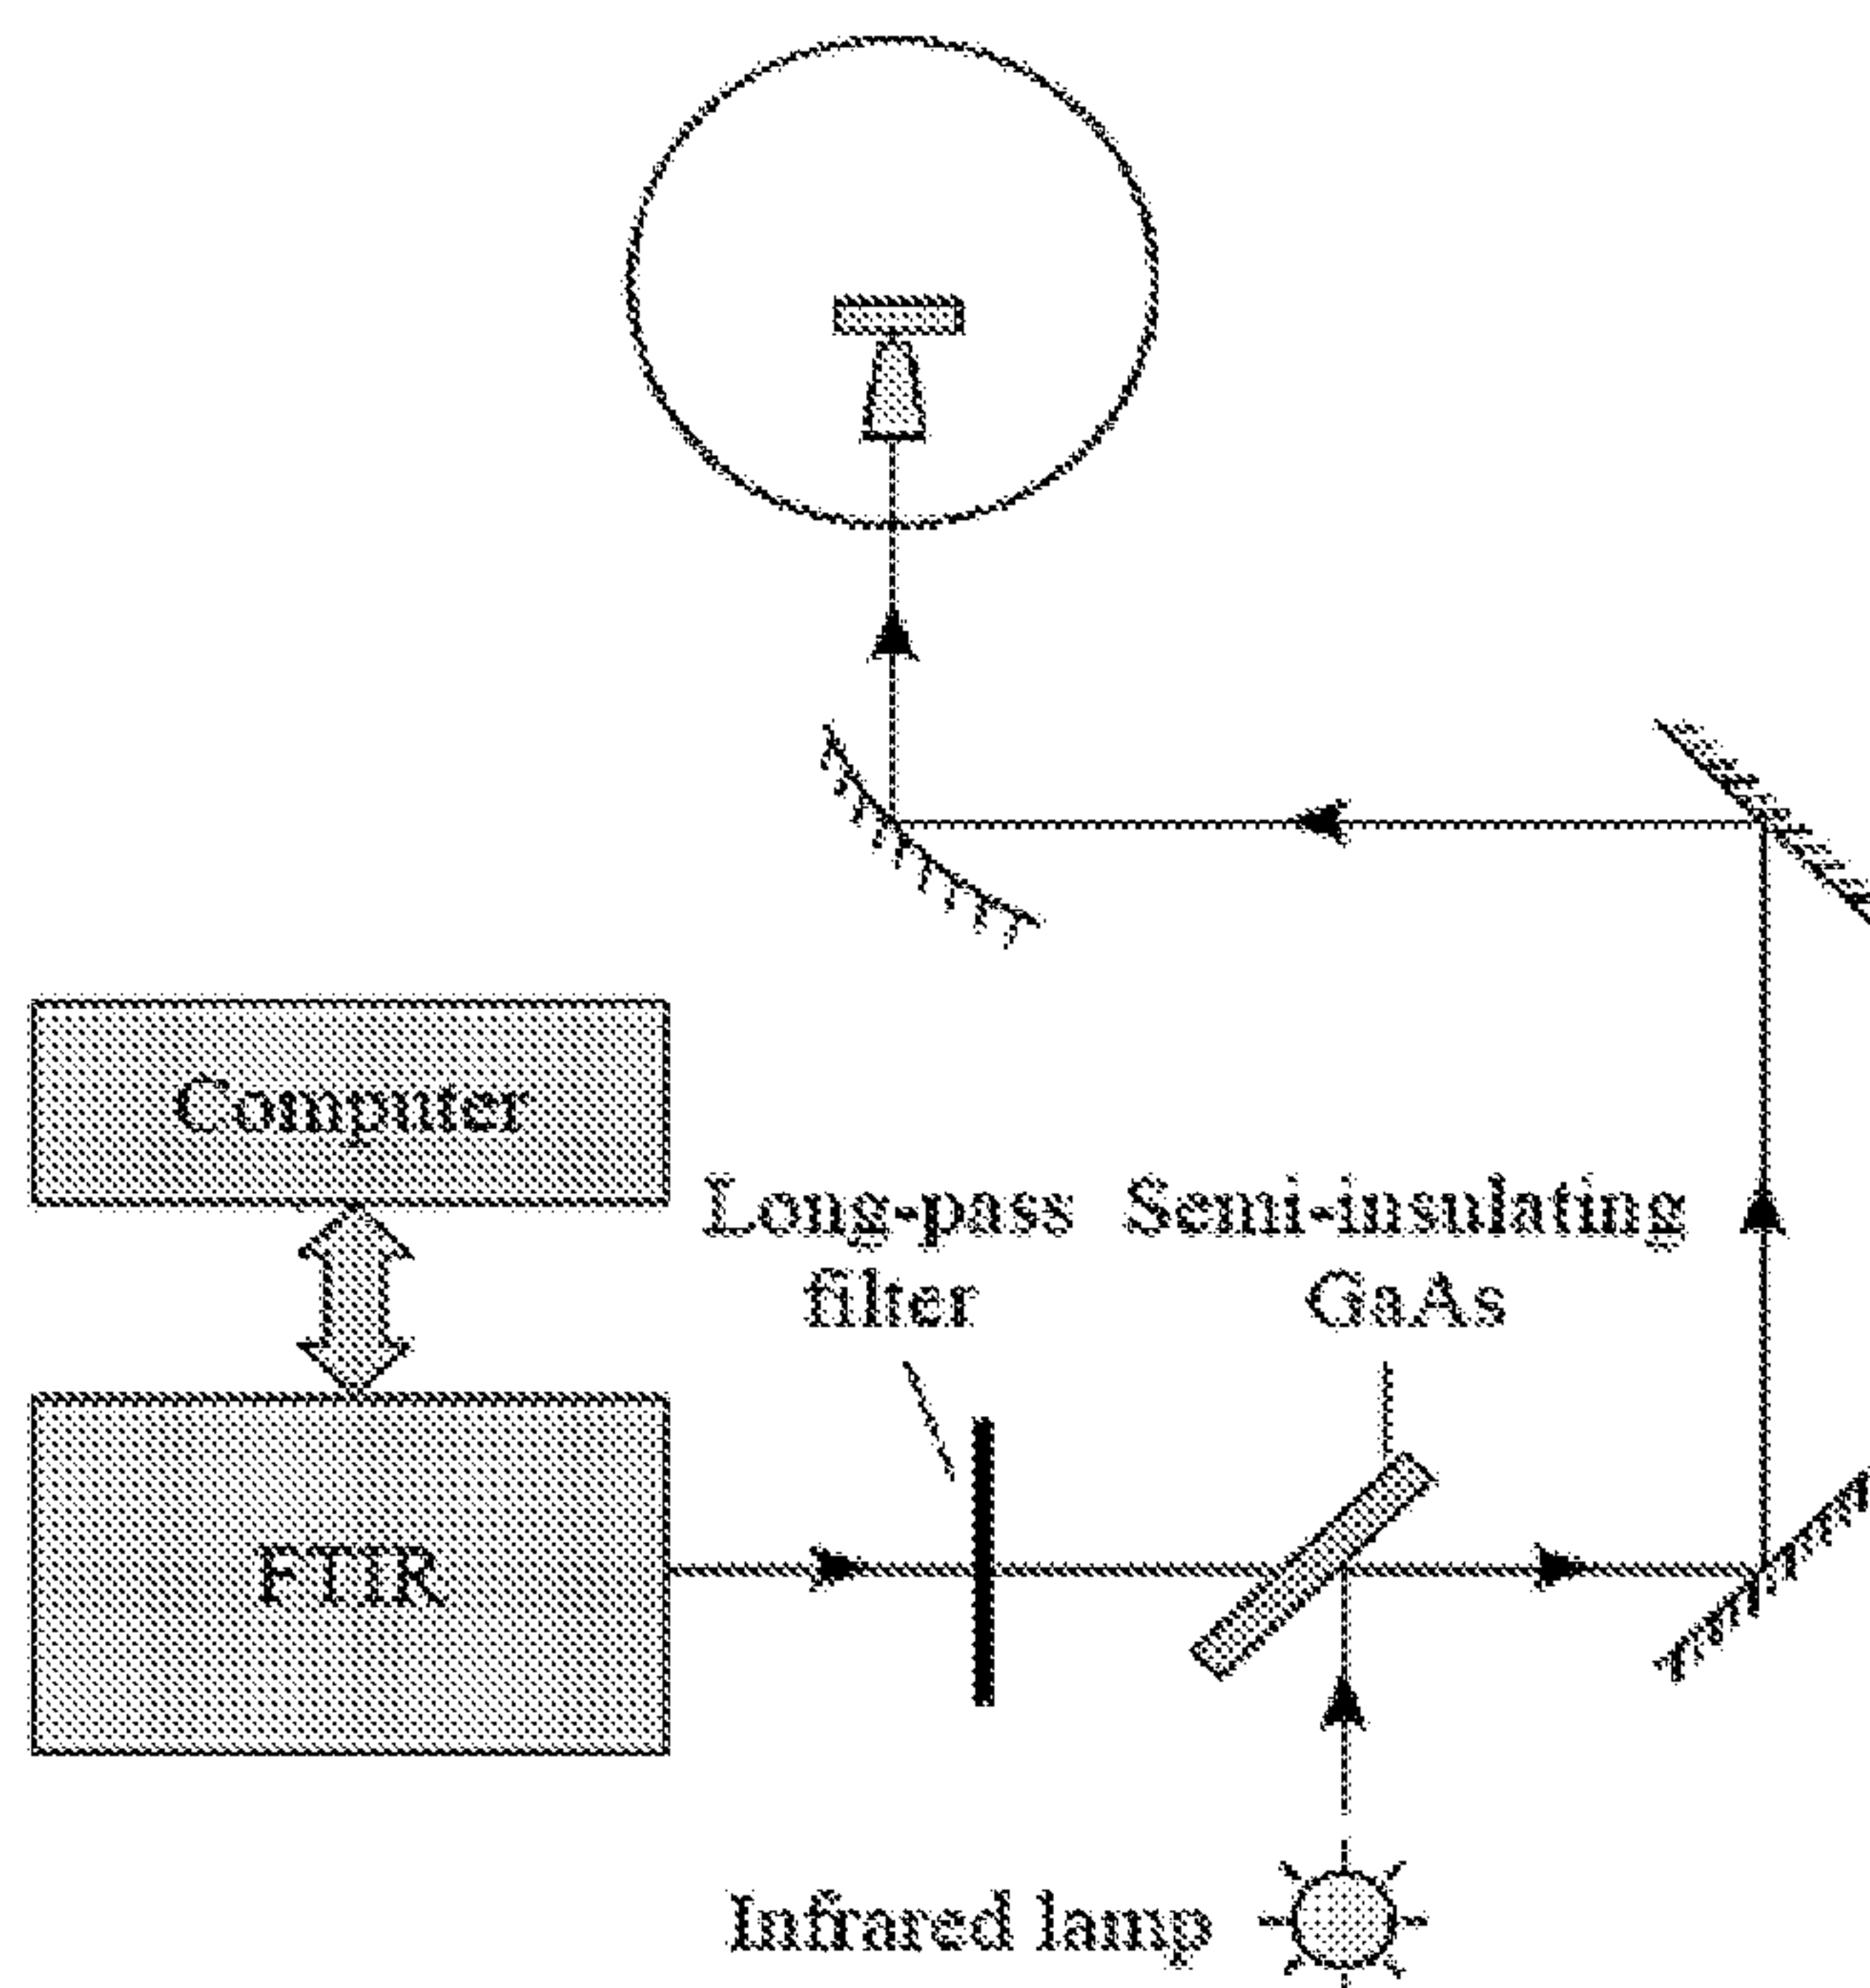 Computer
Long-pass
filter
Semi-insulating
GaAs
FTIR
Infrared lamp